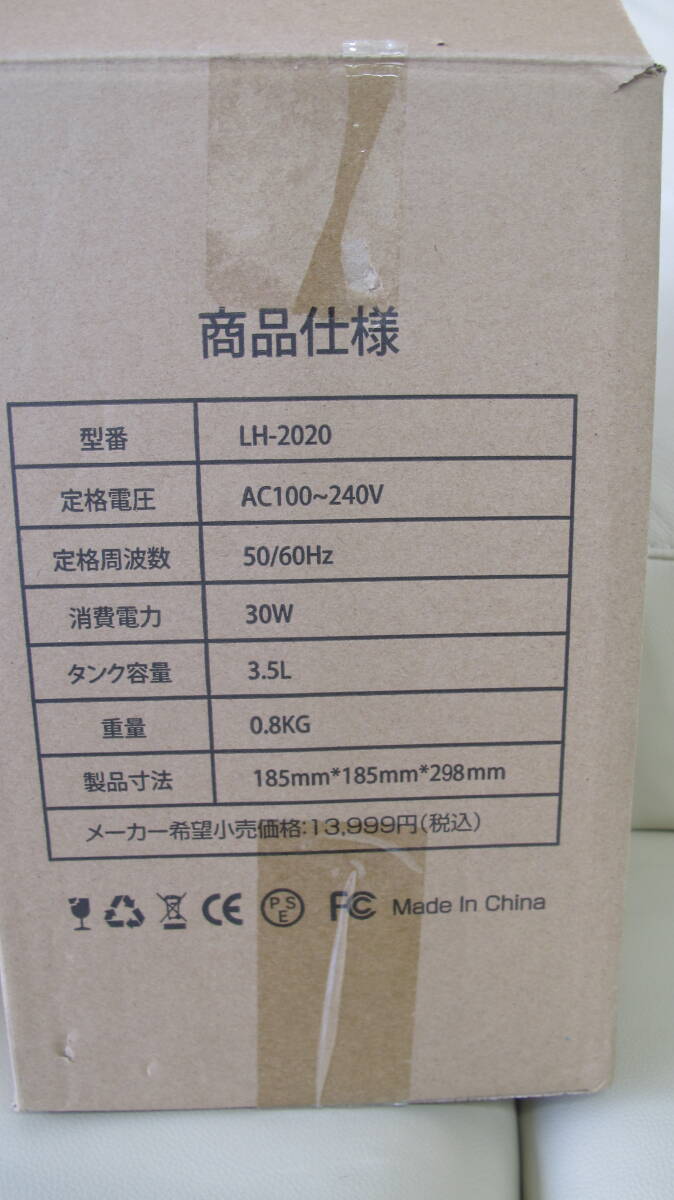 商品仕様
型番 LH-2020
定格電圧 AC100~240V
定格周波数 50/60Hz
消費電力 30W
タンク容量 3.5L
重量 0.8KG
製品寸法 185mm*185mm*298mm
メーカー希望小売価格:13,999円(税込)
CE PSE FC Made In China